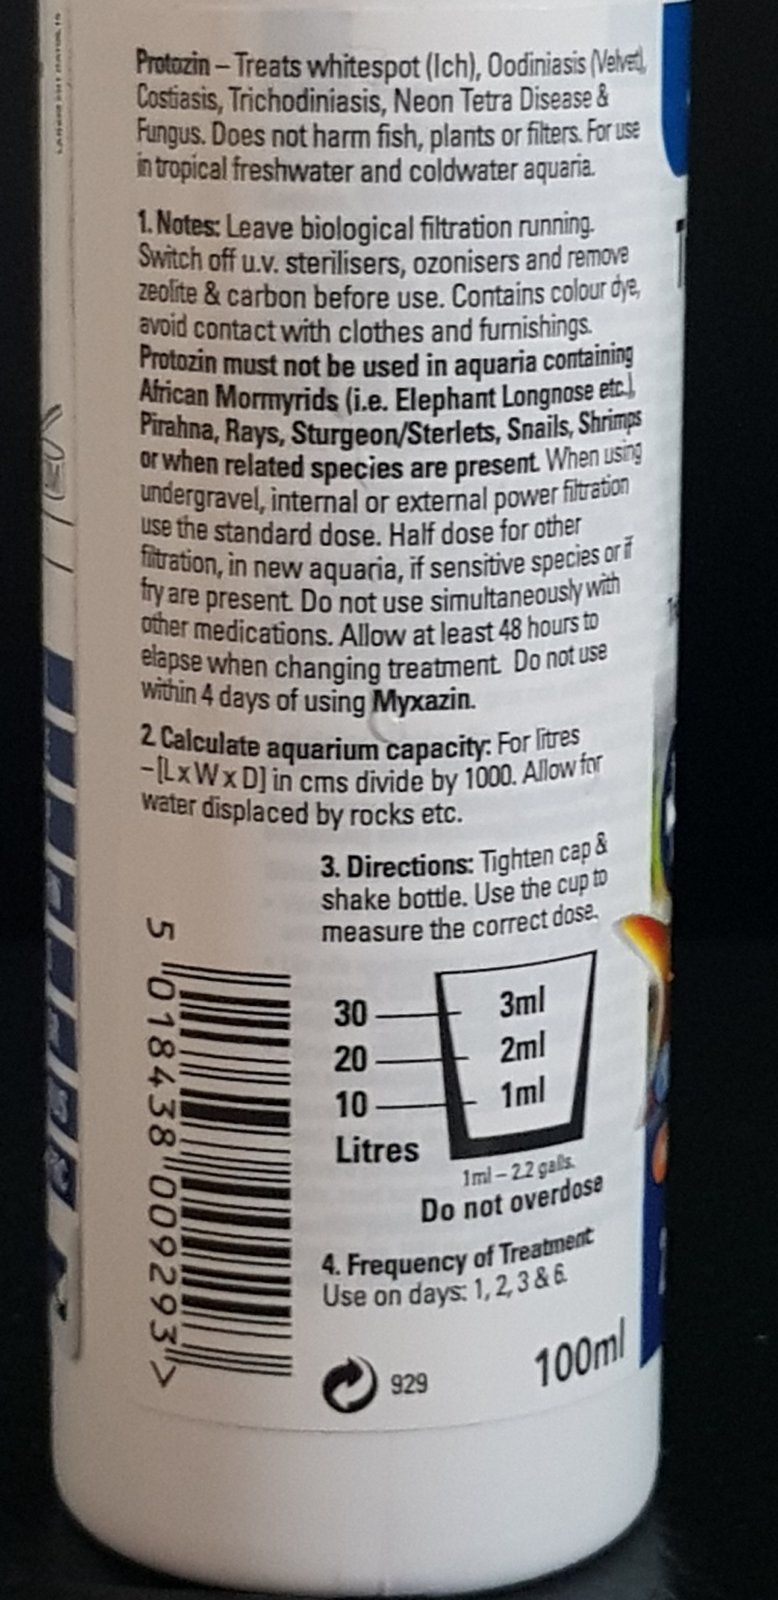 Protozin – Treats whitespot (Ich), Oodiniasis (Velvet),
Costiasis, Trichodiniasis, Neon Tetra Disease &
Fungus. Does not harm fish, plants or filters. For use
in tropical freshwater and coldwater aquaria.
1. Notes: Leave biological filtration running.
Switch off u.v. sterilisers, ozonisers and remove
zeolite & carbon before use. Contains colour dye,
avoid contact with clothes and furnishings.
Protozin must not be used in aquaria containing
African Mormyrids (i.e. Elephant Longnose etc.),
Pirahna, Rays, Sturgeon/Sterlets, Snails, Shrimps
or when related species are present. When using
undergravel, internal or external power filtration
use the standard dose. Half dose for other
filtration, in new aquaria, if sensitive species or if
fry are present. Do not use simultaneously with
other medications. Allow at least 48 hours to
elapse when changing treatment. Do not use
within 4 days of using Myxazin.
2. Calculate aquarium capacity: For litres
– [L x W x D] in cms divide by 1000. Allow for
water displaced by rocks etc.
3. Directions: Tighten cap &
shake bottle. Use the cup to
measure the correct dose.
30 3ml
20 2ml
10 1ml
Litres
1ml – 2.2 galls.
Do not overdose
4. Frequency of Treatment
Use on days: 1, 2, 3 & 6.
5 018438 009293 >
929
100ml